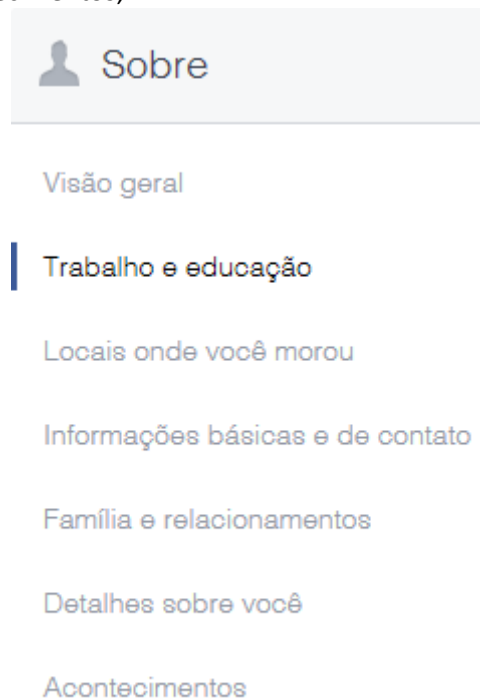 Sobre
Visão geral
Trabalho e educação
Locais onde você morou
Informações básicas e de contato
Família e relacionamentos
Detalhes sobre você
Acontecimentos